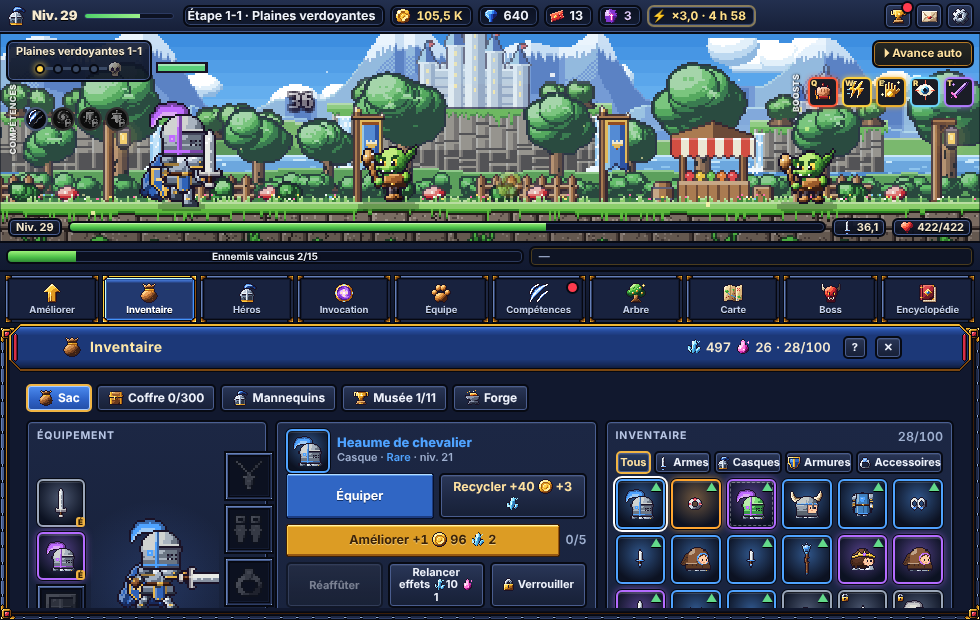 Niv. 29
Étape 1-1 · Plaines verdoyantes
105,5 K
640
13
3
×3,0 · 4 h 58
Plaines verdoyantes 1-1
Avance auto
COMPÉTENCES
BOOSTS
36
Niv. 29
36,1
422/422
Ennemis vaincus 2/15
—
Améliorer
Inventaire
Héros
Invocation
Équipe
Compétences
Arbre
Carte
Boss
Encyclopédie
Inventaire
497
26 · 28/100
?
×
Sac
Coffre 0/300
Mannequins
Musée 1/11
Forge
ÉQUIPEMENT
E
E
Heaume de chevalier
Casque · Rare · niv. 21
Équiper
Recycler +40 +3
Améliorer +1 96 2
0/5
Réaffûter
Relancer
effets 10
1
Verrouiller
INVENTAIRE
28/100
Tous
Armes
Casques
Armures
Accessoires